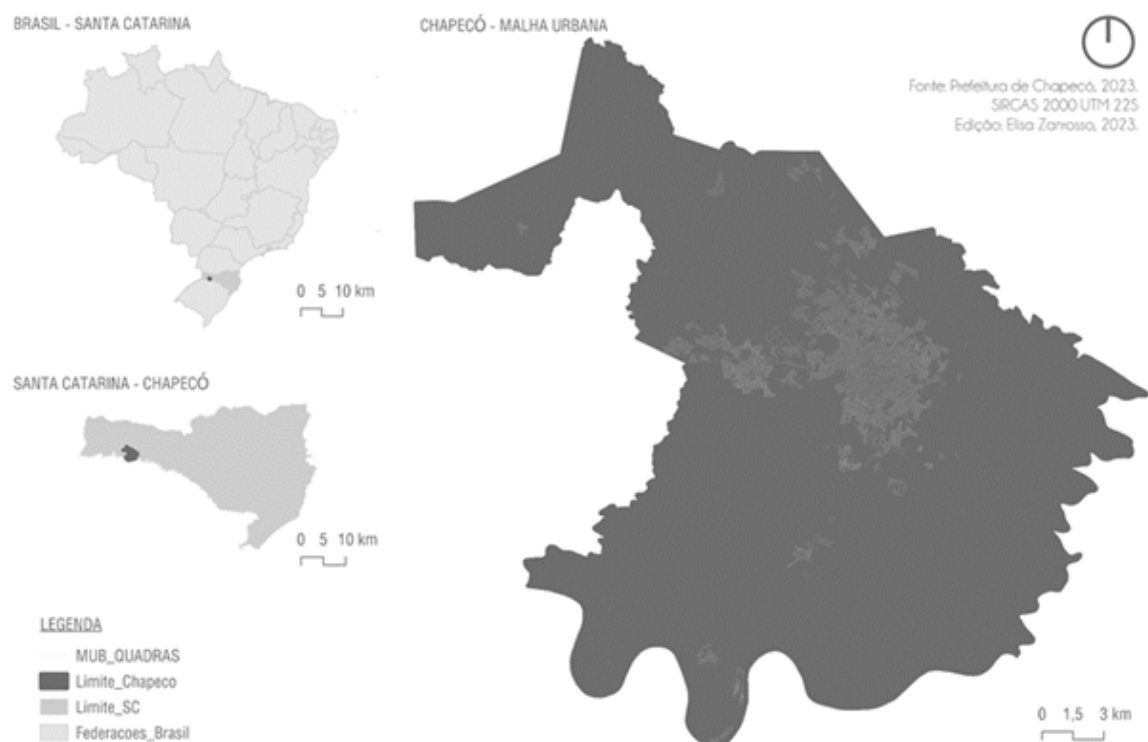 BRASIL - SANTA CATARINA
0 5 10 km
SANTA CATARINA - CHAPECÓ
0 5 10 km
LEGENDA
MUB_QUADRAS
Limite_Chapeco
Limite_SC
Federacoes_Brasil
CHAPECÓ - MALHA URBANA
Fonte: Prefeitura de Chapecó, 2023.
SIRGAS 2000 UTM 22S
Edição: Elisa Zanrosso, 2023.
0 1,5 3 km